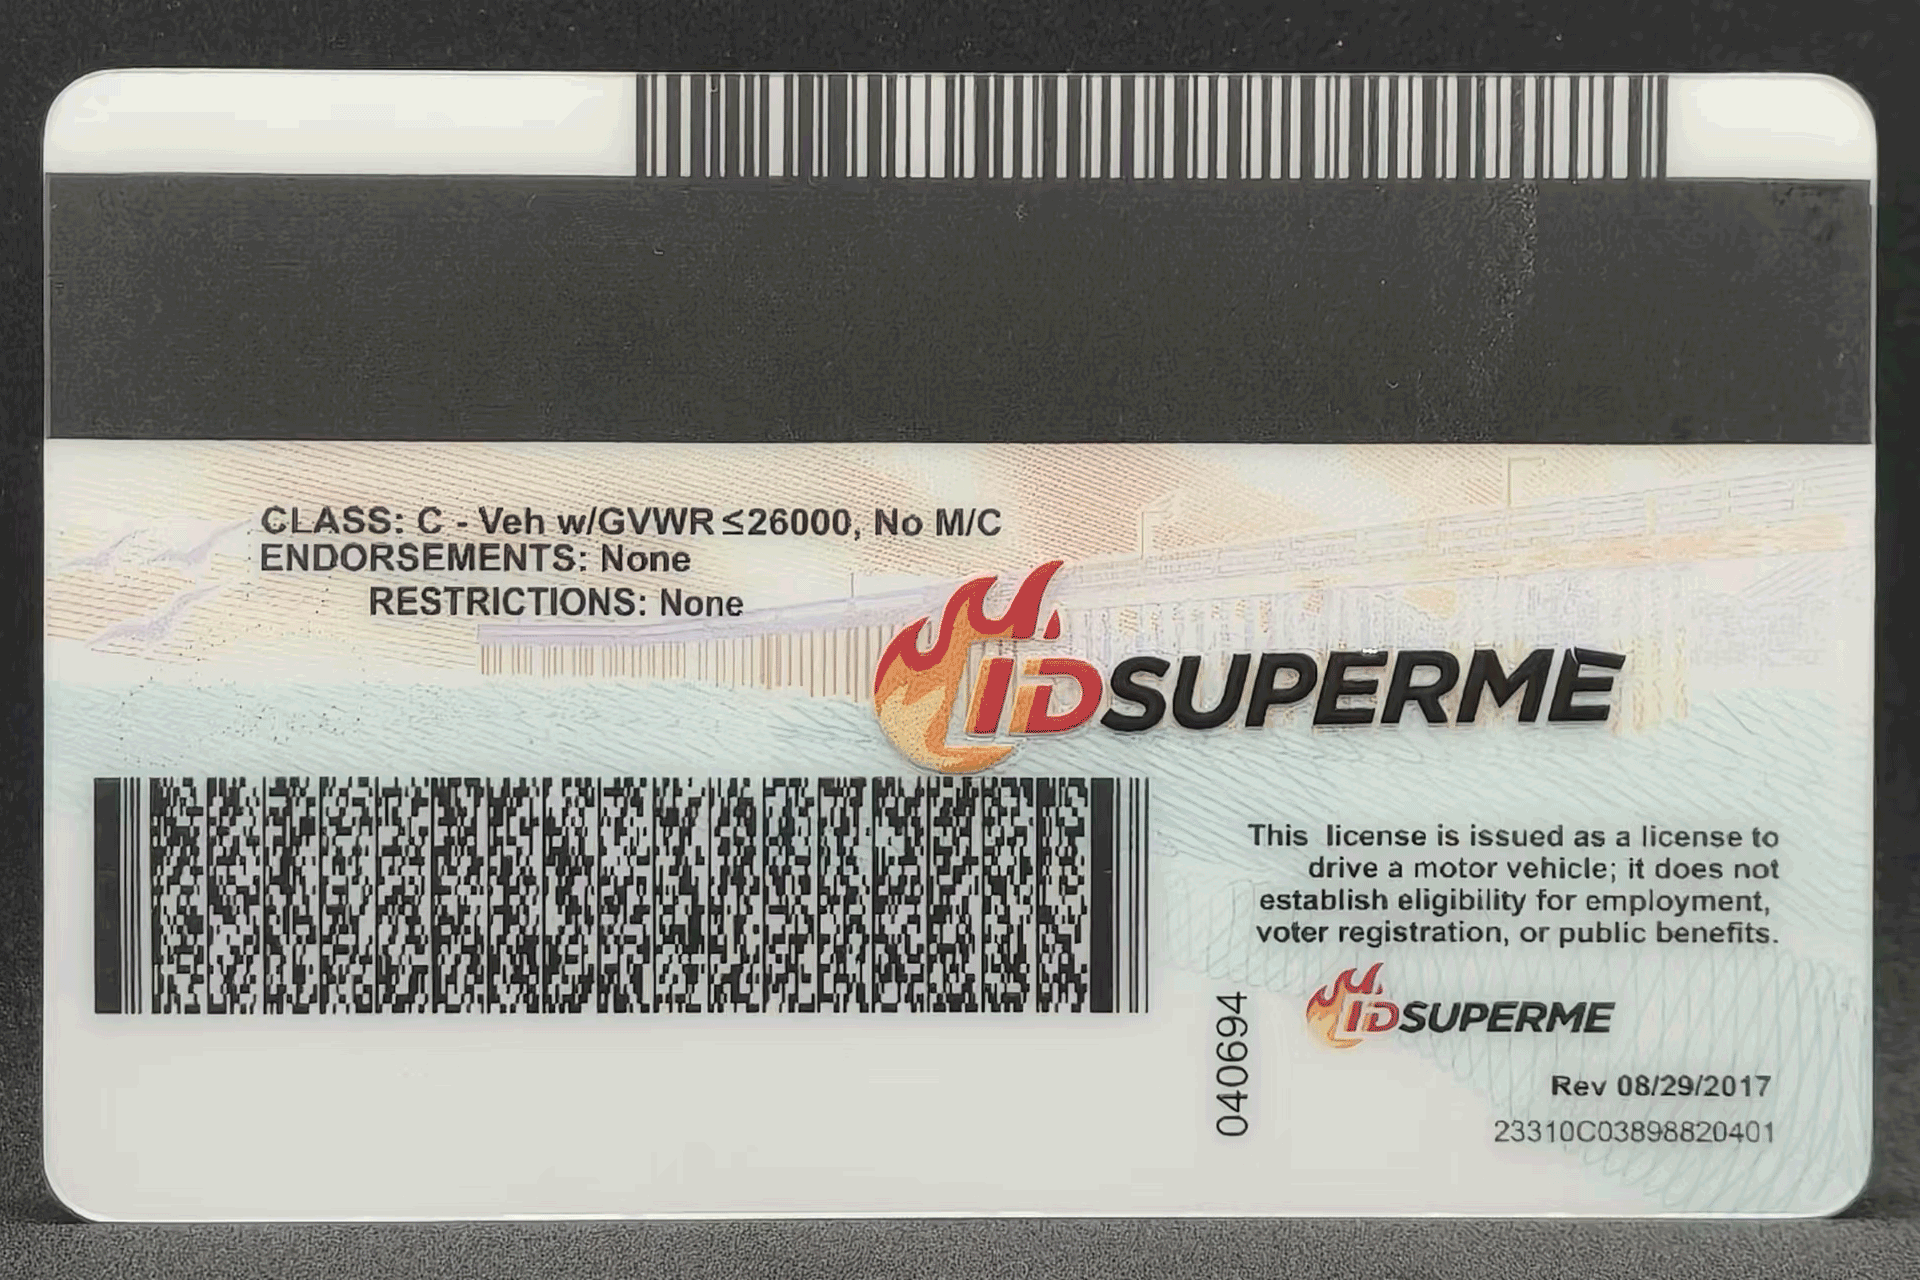 CLASS: C - Veh w/GVWR ≤26000, No M/C
ENDORSEMENTS: None
RESTRICTIONS: None
IDSUPERME
This license is issued as a license to
drive a motor vehicle; it does not
establish eligibility for employment,
voter registration, or public benefits.
IDSUPERME
040694
Rev 08/29/2017
23310C03898820401